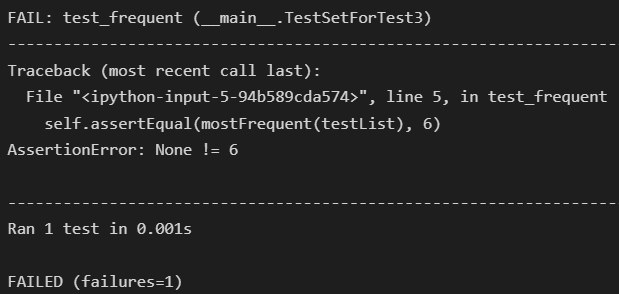 FAIL: test_frequent (__main__.TestSetForTest3)
----------------------------------------------------------------------
Traceback (most recent call last):
  File "<ipython-input-5-94b589cda574>", line 5, in test_frequent
    self.assertEqual(mostFrequent(testList), 6)
AssertionError: None != 6

----------------------------------------------------------------------
Ran 1 test in 0.001s

FAILED (failures=1)